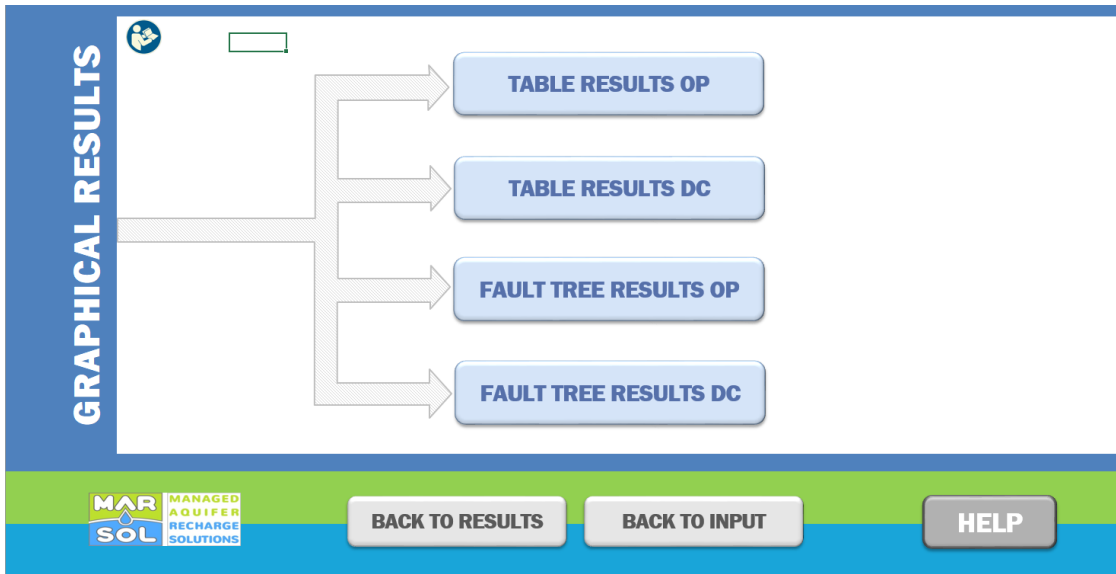 GRAPHICAL RESULTS
TABLE RESULTS OP
TABLE RESULTS DC
FAULT TREE RESULTS OP
FAULT TREE RESULTS DC
MAR
SOL
MANAGED
AQUIFER
RECHARGE
SOLUTIONS
BACK TO RESULTS
BACK TO INPUT
HELP